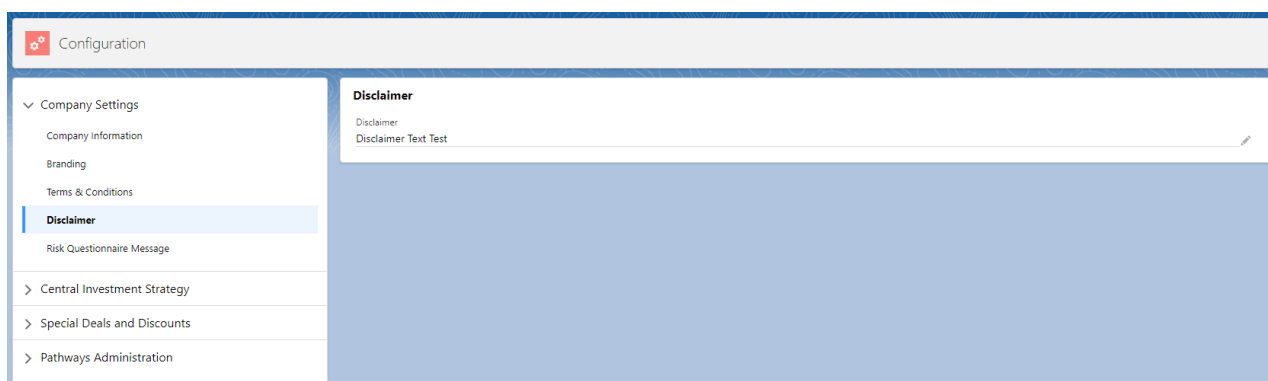 Configuration
Company Settings
Company Information
Branding
Terms & Conditions
Disclaimer
Risk Questionnaire Message
Central Investment Strategy
Special Deals and Discounts
Pathways Administration
Disclaimer
Disclaimer
Disclaimer Text Test